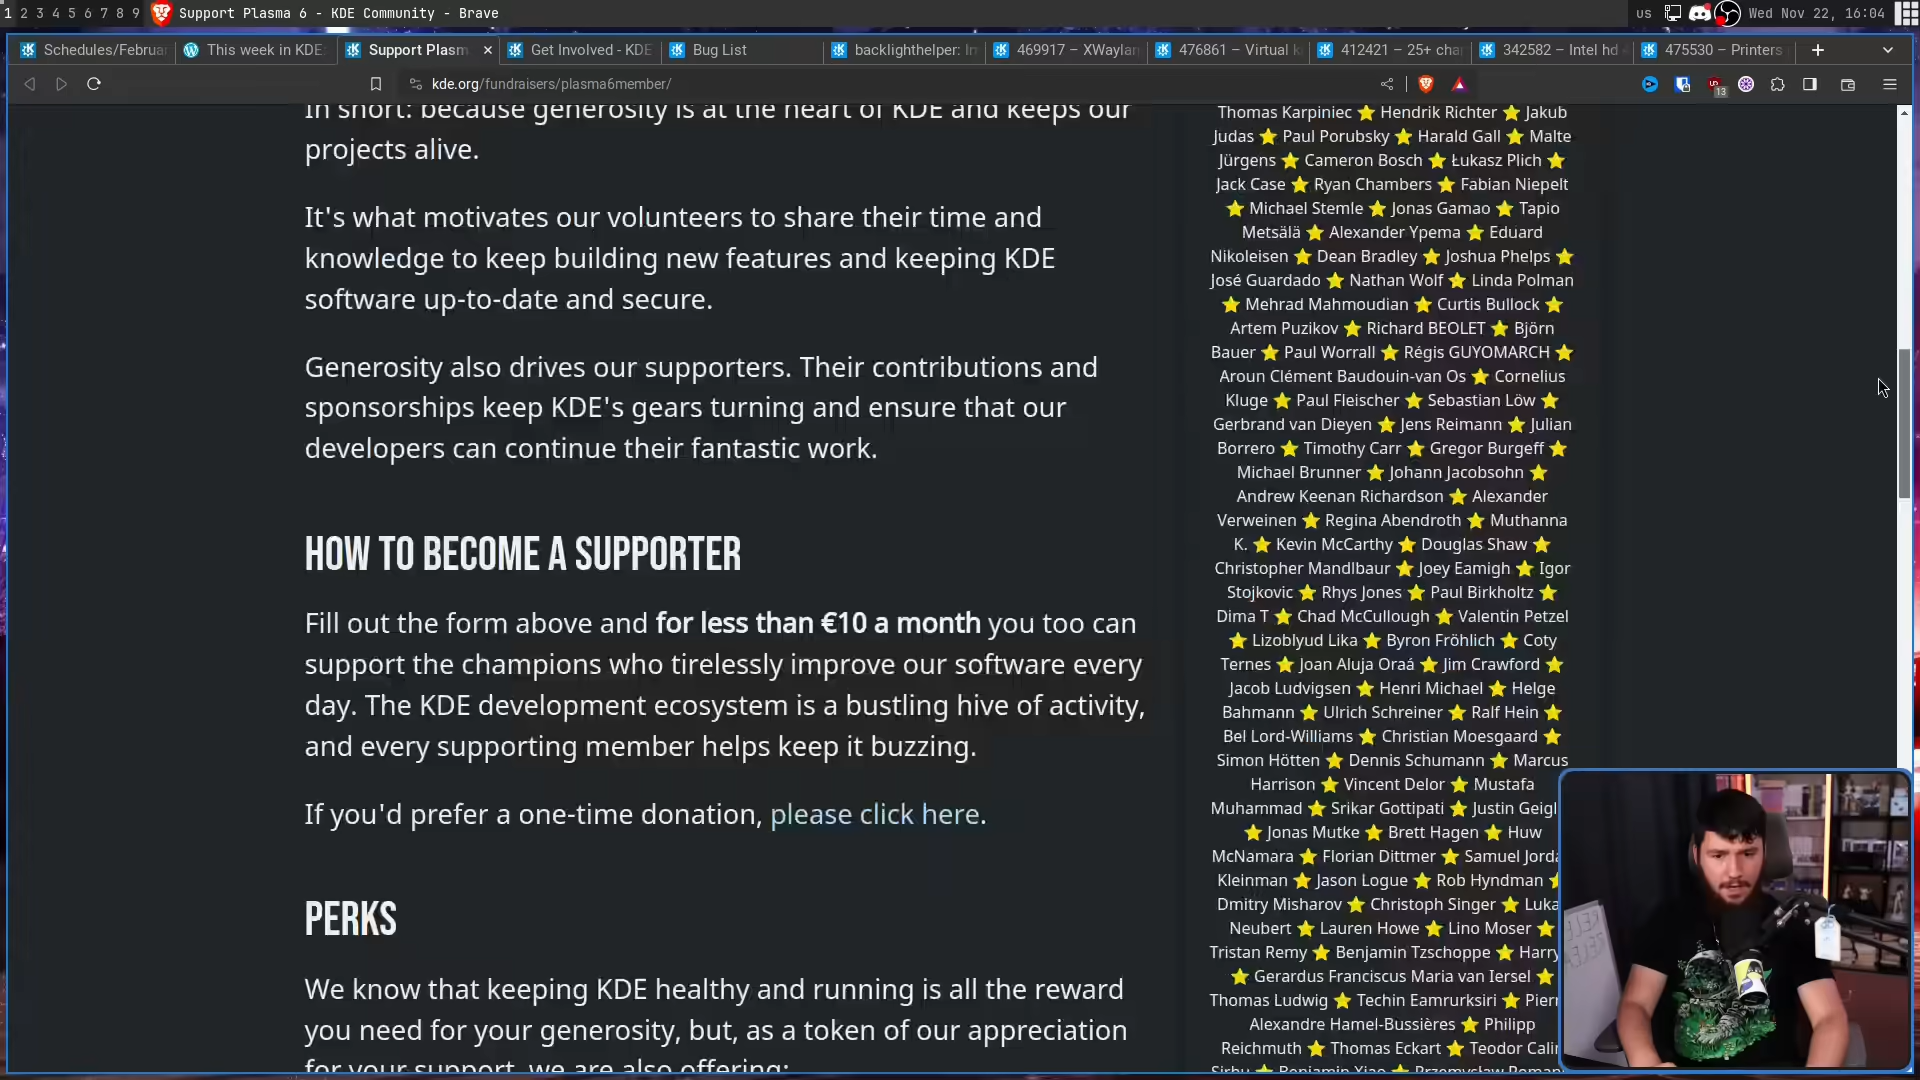 1 2 3 4 5 6 7 8 9 Support Plasma 6 - KDE Community - Brave
us Wed Nov 22, 16:04
Schedules/Februa
This week in KDE:
Support Plasm
Get Involved - KDE
Bug List
backlighthelper: In
469917 – XWaylan
476861 – Virtual k
412421 – 25+ cha
342582 – Intel hd
475530 – Printers
kde.org/fundraisers/plasma6member/
13
In short: because generosity is at the heart of KDE and keeps our
projects alive.
It's what motivates our volunteers to share their time and
knowledge to keep building new features and keeping KDE
software up-to-date and secure.
Generosity also drives our supporters. Their contributions and
sponsorships keep KDE's gears turning and ensure that our
developers can continue their fantastic work.
HOW TO BECOME A SUPPORTER
Fill out the form above and for less than €10 a month you too can
support the champions who tirelessly improve our software every
day. The KDE development ecosystem is a bustling hive of activity,
and every supporting member helps keep it buzzing.
If you'd prefer a one-time donation, please click here.
PERKS
We know that keeping KDE healthy and running is all the reward
you need for your generosity, but, as a token of our appreciation
for your support, we are also offering:
Thomas Karpiniec ⭐ Hendrik Richter ⭐ Jakub
Judas ⭐ Paul Porubsky ⭐ Harald Gall ⭐ Malte
Jürgens ⭐ Cameron Bosch ⭐ Łukasz Plich ⭐
Jack Case ⭐ Ryan Chambers ⭐ Fabian Niepelt
⭐ Michael Stemle ⭐ Jonas Gamao ⭐ Tapio
Metsälä ⭐ Alexander Ypema ⭐ Eduard
Nikoleisen ⭐ Dean Bradley ⭐ Joshua Phelps ⭐
José Guardado ⭐ Nathan Wolf ⭐ Linda Polman
⭐ Mehrad Mahmoudian ⭐ Curtis Bullock ⭐
Artem Puzikov ⭐ Richard BEOLET ⭐ Björn
Bauer ⭐ Paul Worrall ⭐ Régis GUYOMARCH ⭐
Aroun Clément Baudouin-van Os ⭐ Cornelius
Kluge ⭐ Paul Fleischer ⭐ Sebastian Löw ⭐
Gerbrand van Dieyen ⭐ Jens Reimann ⭐ Julian
Borrero ⭐ Timothy Carr ⭐ Gregor Burgeff ⭐
Michael Brunner ⭐ Johann Jacobsohn ⭐
Andrew Keenan Richardson ⭐ Alexander
Verweinen ⭐ Regina Abendroth ⭐ Muthanna
K. ⭐ Kevin McCarthy ⭐ Douglas Shaw ⭐
Christopher Mandlbaur ⭐ Joey Eamigh ⭐ Igor
Stojkovic ⭐ Rhys Jones ⭐ Paul Birkholtz ⭐
Dima T ⭐ Chad McCullough ⭐ Valentin Petzel
⭐ Lizoblyud Lika ⭐ Byron Fröhlich ⭐ Coty
Ternes ⭐ Joan Aluja Oraá ⭐ Jim Crawford ⭐
Jacob Ludvigsen ⭐ Henri Michael ⭐ Helge
Bahmann ⭐ Ulrich Schreiner ⭐ Ralf Hein ⭐
Bel Lord-Williams ⭐ Christian Moesgaard ⭐
Simon Hötten ⭐ Dennis Schumann ⭐ Marcus
Harrison ⭐ Vincent Delor ⭐ Mustafa
Muhammad ⭐ Srikar Gottipati ⭐ Justin Geigl
⭐ Jonas Mutke ⭐ Brett Hagen ⭐ Huw
McNamara ⭐ Florian Dittmer ⭐ Samuel Jorda
Kleinman ⭐ Jason Logue ⭐ Rob Hyndman ⭐
Dmitry Misharov ⭐ Christoph Singer ⭐ Luka
Neubert ⭐ Lauren Howe ⭐ Lino Moser ⭐
Tristan Remy ⭐ Benjamin Tzschoppe ⭐ Harry
⭐ Gerardus Franciscus Maria van Iersel ⭐
Thomas Ludwig ⭐ Techin Eamrurksiri ⭐ Pierr
Alexandre Hamel-Bussières ⭐ Philipp
Reichmuth ⭐ Thomas Eckart ⭐ Teodor Calin
Sirbu ⭐ Benjamin Xiao ⭐ Przemysław Roman